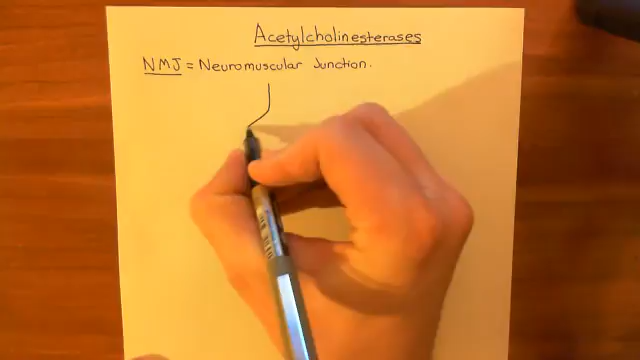 Acetylcholinesterases
NMJ = Neuromuscular Junction.